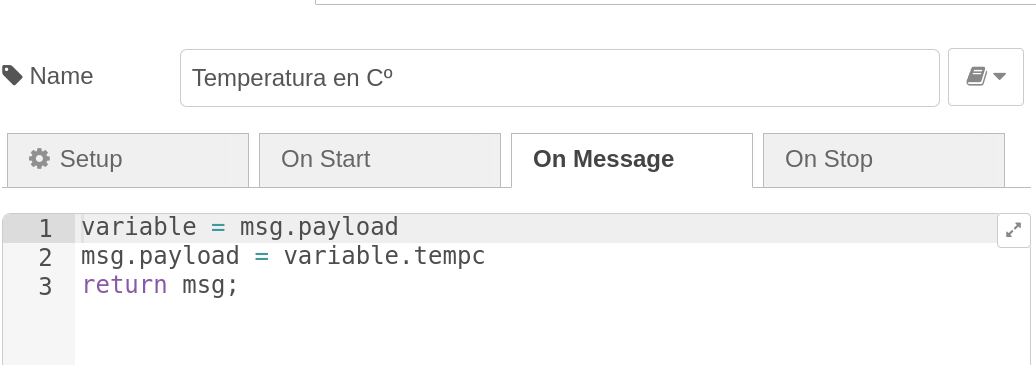 Name
Temperatura en Cº
Setup
On Start
On Message
On Stop
1 variable = msg.payload
2 msg.payload = variable.tempc
3 return msg;